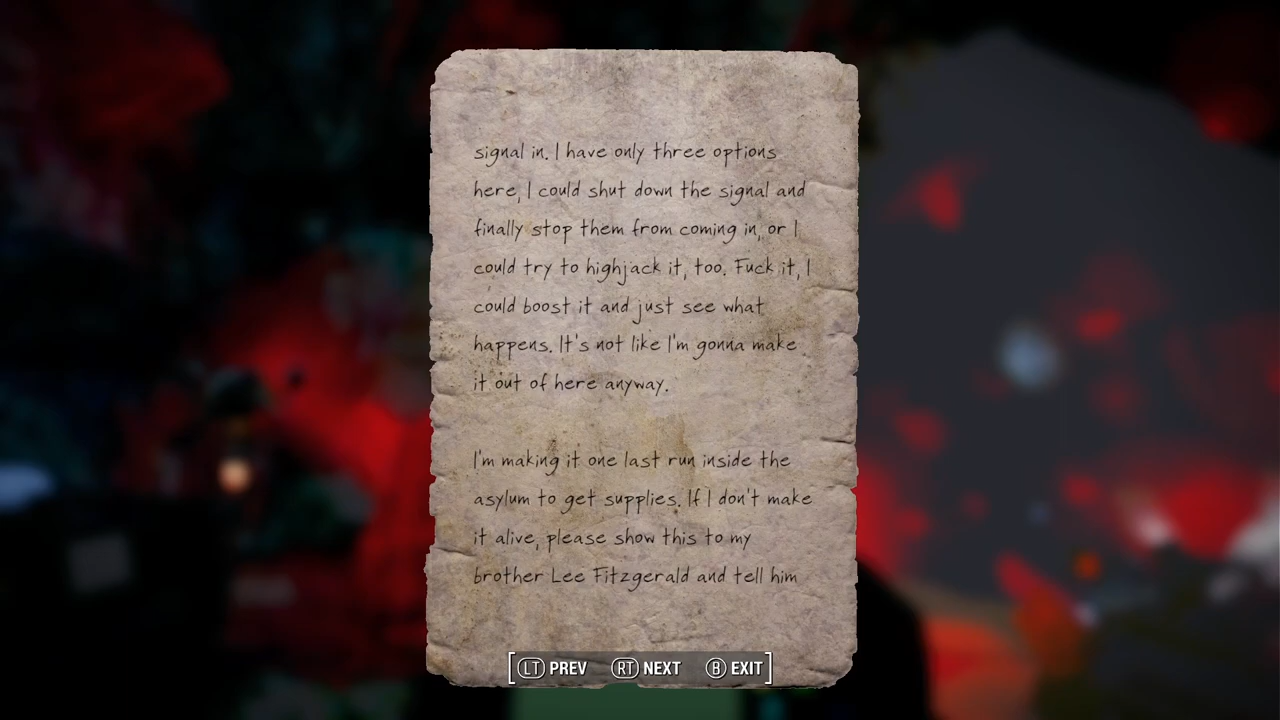 signal in. I have only three options
here, I could shut down the signal and
finally stop them from coming in, or I
could try to highjack it, too. Fuck it, I
could boost it and just see what
happens. It's not like I'm gonna make
it out of here anyway.
I'm making it one last run inside the
asylum to get supplies. If I don't make
it alive, please show this to my
brother Lee Fitzgerald and tell him
LT PREV RT NEXT B EXIT